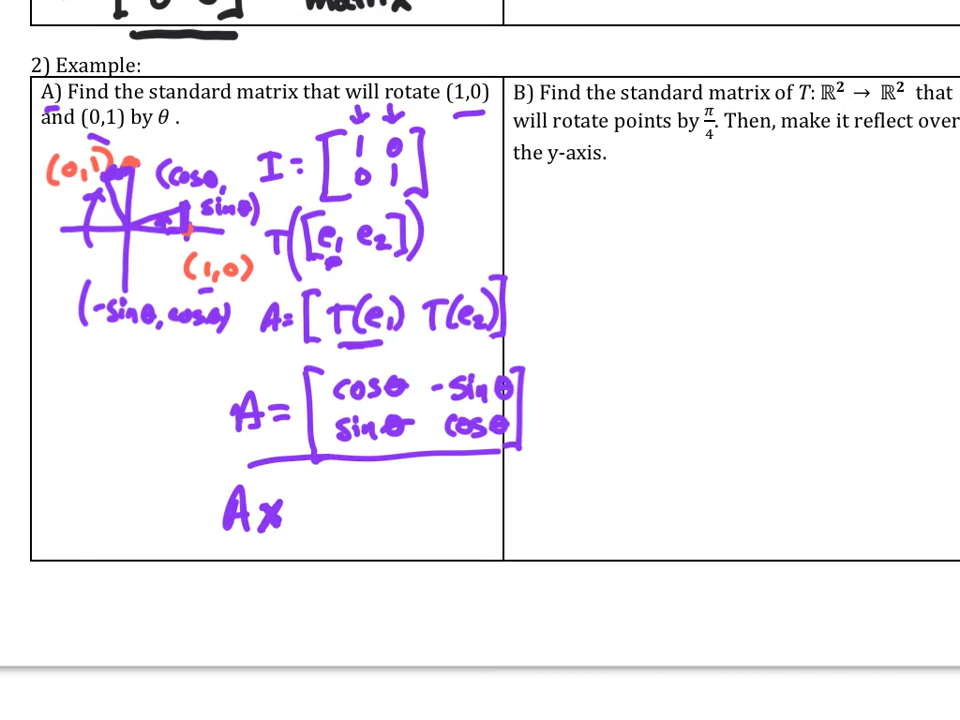 2) Example:
A) Find the standard matrix that will rotate (1,0)
and (0,1) by θ .
(0,1)
(cosθ,
sinθ)
(1,0)
(-sinθ, cosθ)
I = [ 1 0
0 1 ]
T([e₁ e₂])
A= [ T(e₁) T(e₂) ]
A = [ cosθ -sinθ
sinθ cosθ ]
Ax
B) Find the standard matrix of T: ℝ² → ℝ² that
will rotate points by π/4. Then, make it reflect over
the y-axis.